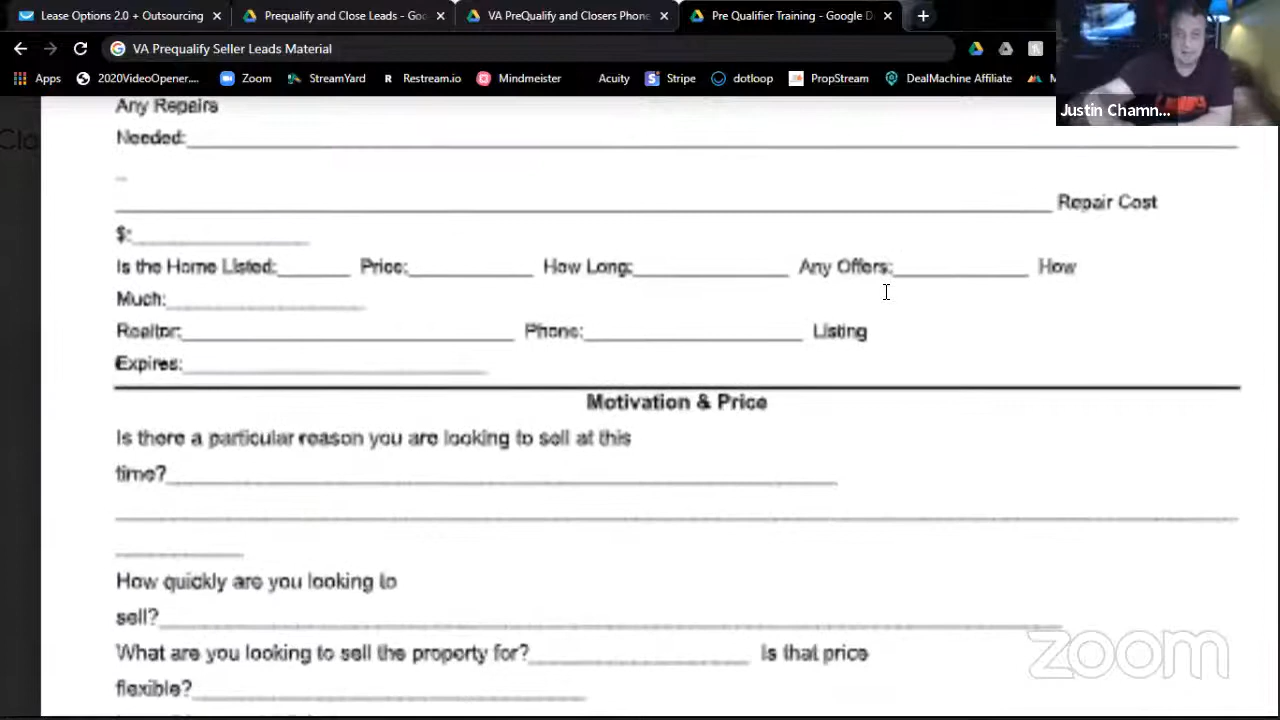 Lease Options 2.0 + Outsourcing
Prequalify and Close Leads - Goo
VA PreQualify and Closers Phone
Pre Qualifier Training - Google D
VA Prequalify Seller Leads Material
Apps 2020VideoOpener.... Zoom StreamYard Restream.io Mindmeister Acuity Stripe dotloop PropStream DealMachine Affiliate M
Justin Chamn...
Clo
Any Repairs
Needed:
Repair Cost
$:
Is the Home Listed: Price: How Long: Any Offers: How
Much:
Realtor: Phone: Listing
Expires:
Motivation & Price
Is there a particular reason you are looking to sell at this
time?
How quickly are you looking to
sell?
What are you looking to sell the property for? Is that price
flexible?
zoom